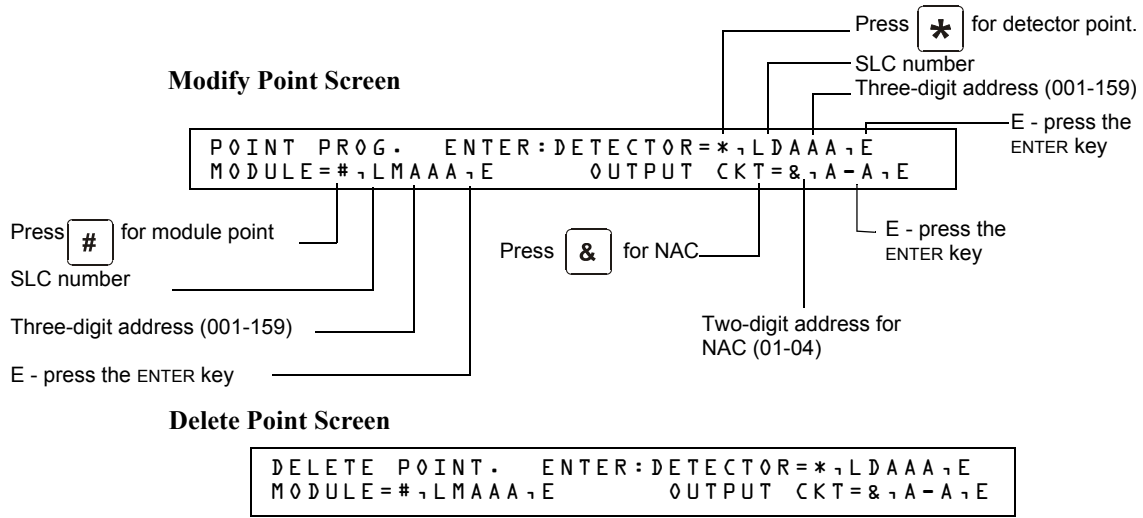 Press * for detector point.
SLC number
Modify Point Screen
Three-digit address (001-159)
E - press the
ENTER key
POINT PROG. ENTER:DETECTOR=*,LDAAA,E
MODULE=#,LMAAA,E OUTPUT CKT=&,A-A,E
Press # for module point
Press & for NAC
E - press the
ENTER key
SLC number
Three-digit address (001-159)
Two-digit address for
NAC (01-04)
E - press the ENTER key
Delete Point Screen
DELETE POINT. ENTER:DETECTOR=*,LDAAA,E
MODULE=#,LMAAA,E OUTPUT CKT=&,A-A,E